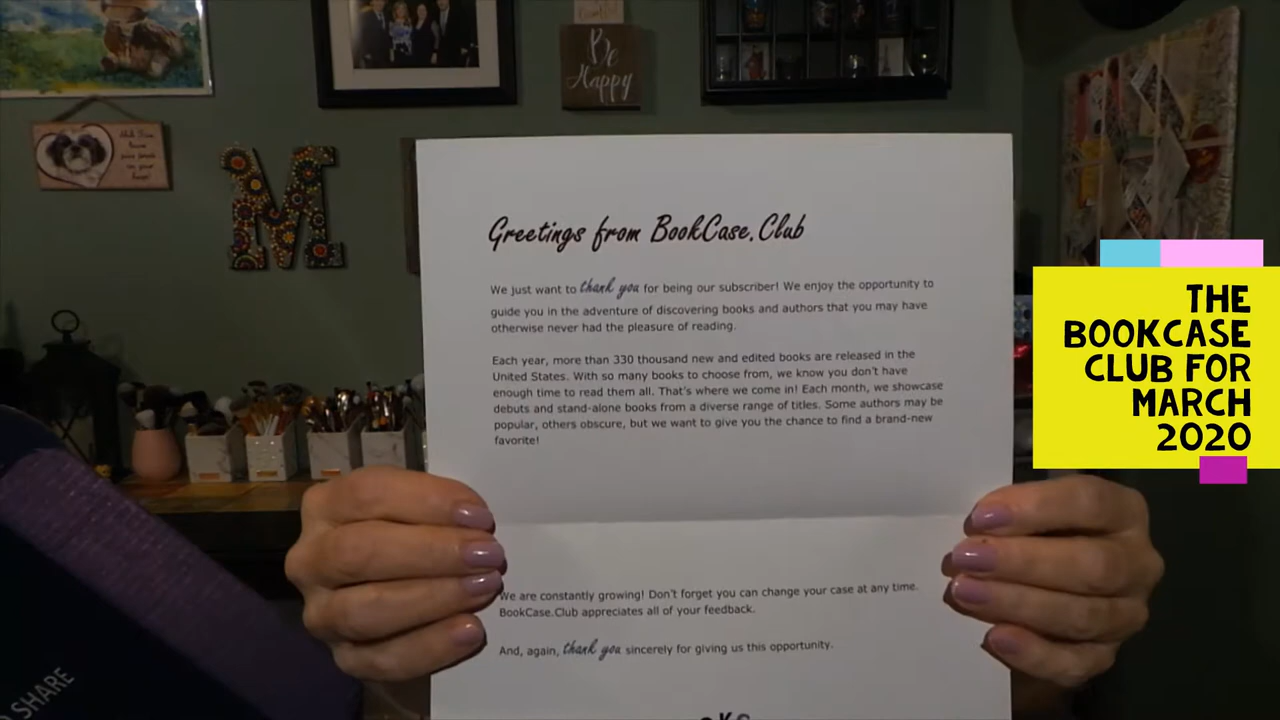 Be
Happy
M
Greetings from BookCase.Club
We just want to thank you for being our subscriber! We enjoy the opportunity to
guide you in the adventure of discovering books and authors that you may have
otherwise never had the pleasure of reading.
Each year, more than 330 thousand new and edited books are released in the
United States. With so many books to choose from, we know you don't have
enough time to read them all. That's where we come in! Each month, we showcase
debuts and stand-alone books from a diverse range of titles. Some authors may be
popular, others obscure, but we want to give you the chance to find a brand-new
favorite!
We are constantly growing! Don't forget you can change your case at any time.
BookCase.Club appreciates all of your feedback.
And, again, thank you sincerely for giving us this opportunity.
THE
BOOKCASE
CLUB FOR
MARCH
2020
SHARE